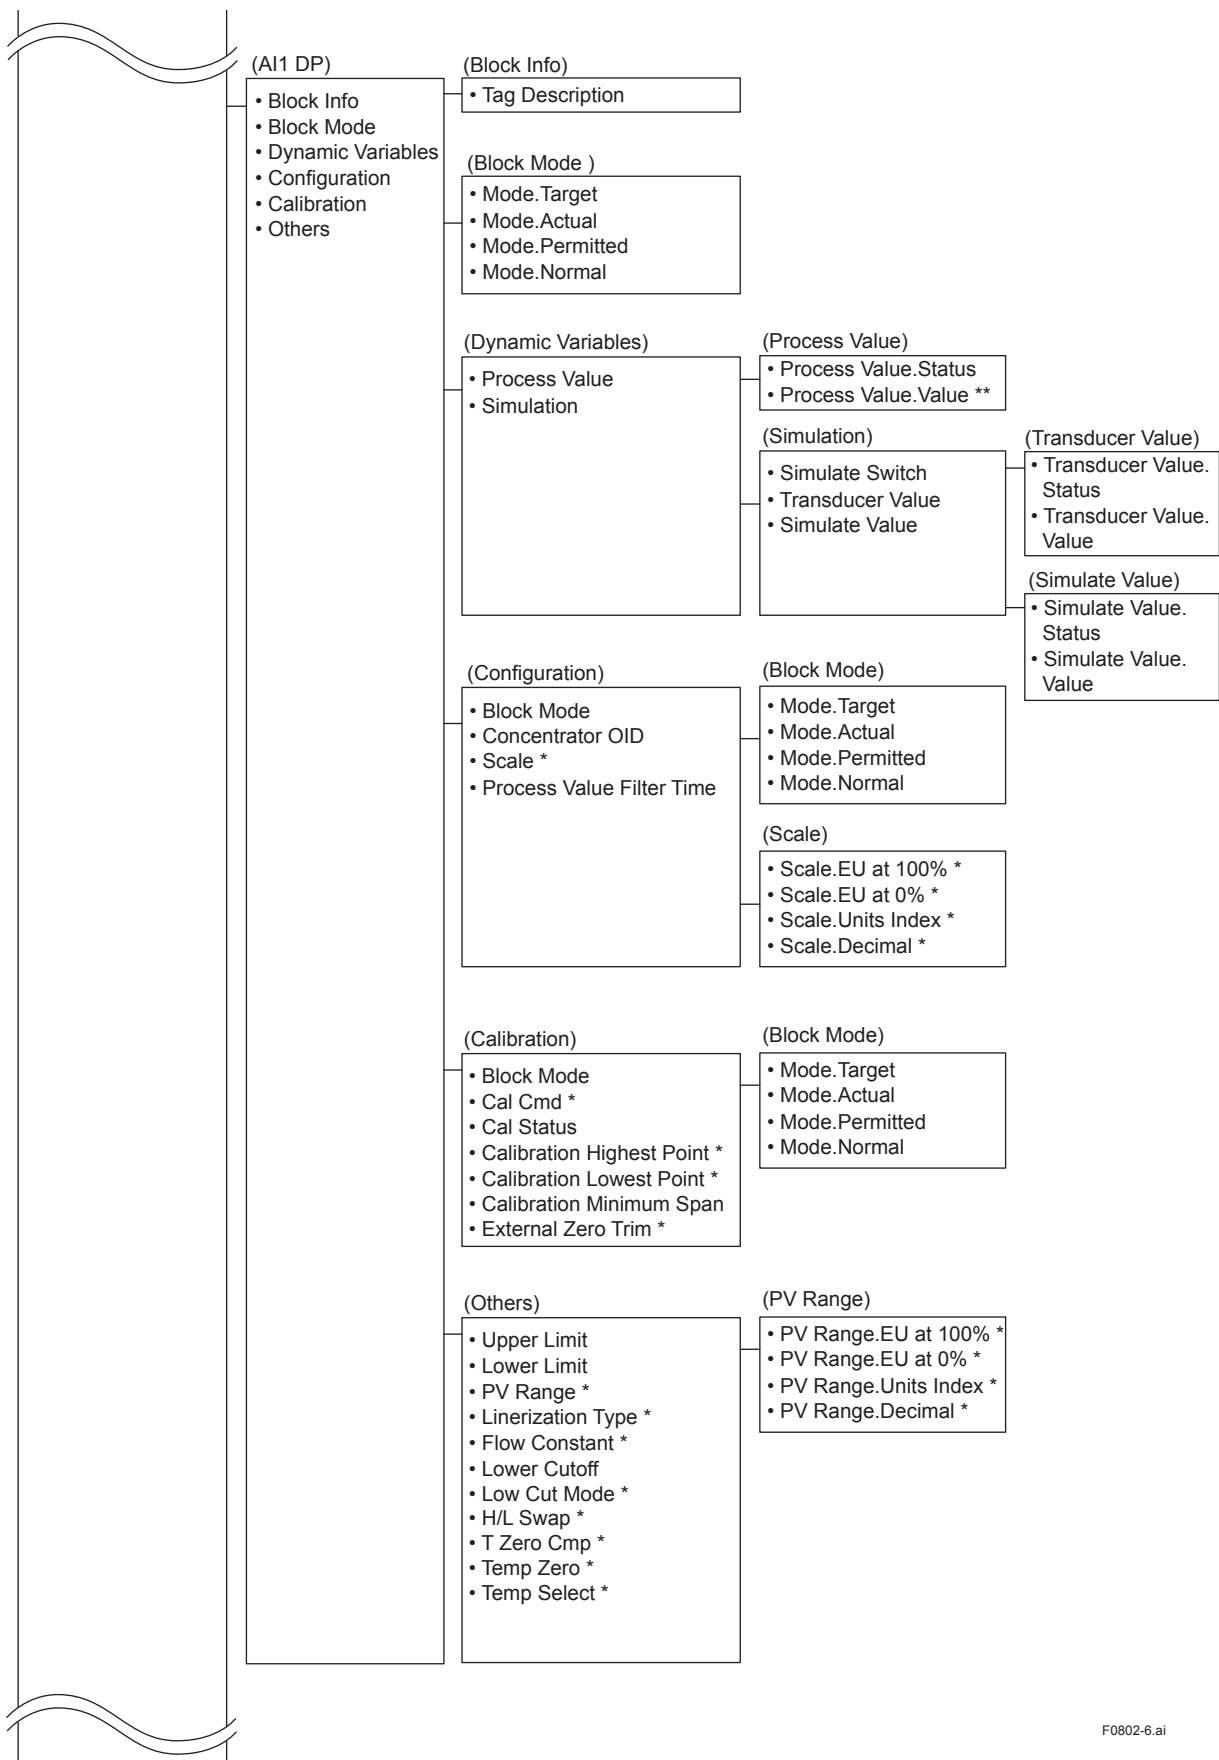 (AI1 DP)
• Block Info
• Block Mode
• Dynamic Variables
• Configuration
• Calibration
• Others
(Block Info)
• Tag Description
(Block Mode )
• Mode.Target
• Mode.Actual
• Mode.Permitted
• Mode.Normal
(Dynamic Variables)
• Process Value
• Simulation
(Process Value)
• Process Value.Status
• Process Value.Value **
(Simulation)
• Simulate Switch
• Transducer Value
• Simulate Value
(Transducer Value)
• Transducer Value.
Status
• Transducer Value.
Value
(Simulate Value)
• Simulate Value.
Status
• Simulate Value.
Value
(Configuration)
• Block Mode
• Concentrator OID
• Scale *
• Process Value Filter Time
(Block Mode)
• Mode.Target
• Mode.Actual
• Mode.Permitted
• Mode.Normal
(Scale)
• Scale.EU at 100% *
• Scale.EU at 0% *
• Scale.Units Index *
• Scale.Decimal *
(Calibration)
• Block Mode
• Cal Cmd *
• Cal Status
• Calibration Highest Point *
• Calibration Lowest Point *
• Calibration Minimum Span
• External Zero Trim *
(Block Mode)
• Mode.Target
• Mode.Actual
• Mode.Permitted
• Mode.Normal
(Others)
• Upper Limit
• Lower Limit
• PV Range *
• Linerization Type *
• Flow Constant *
• Lower Cutoff
• Low Cut Mode *
• H/L Swap *
• T Zero Cmp *
• Temp Zero *
• Temp Select *
(PV Range)
• PV Range.EU at 100% *
• PV Range.EU at 0% *
• PV Range.Units Index *
• PV Range.Decimal *
F0802-6.ai